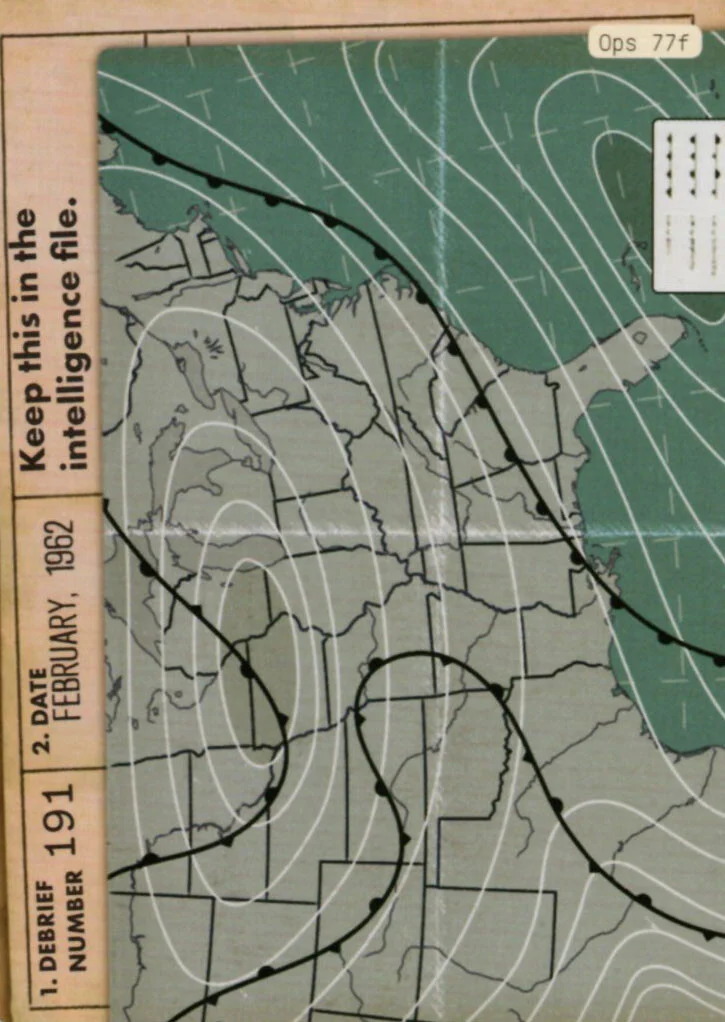 Ops 77f
1. DEBRIEF
NUMBER 191
2. DATE
FEBRUARY, 1962
Keep this in the
intelligence file.